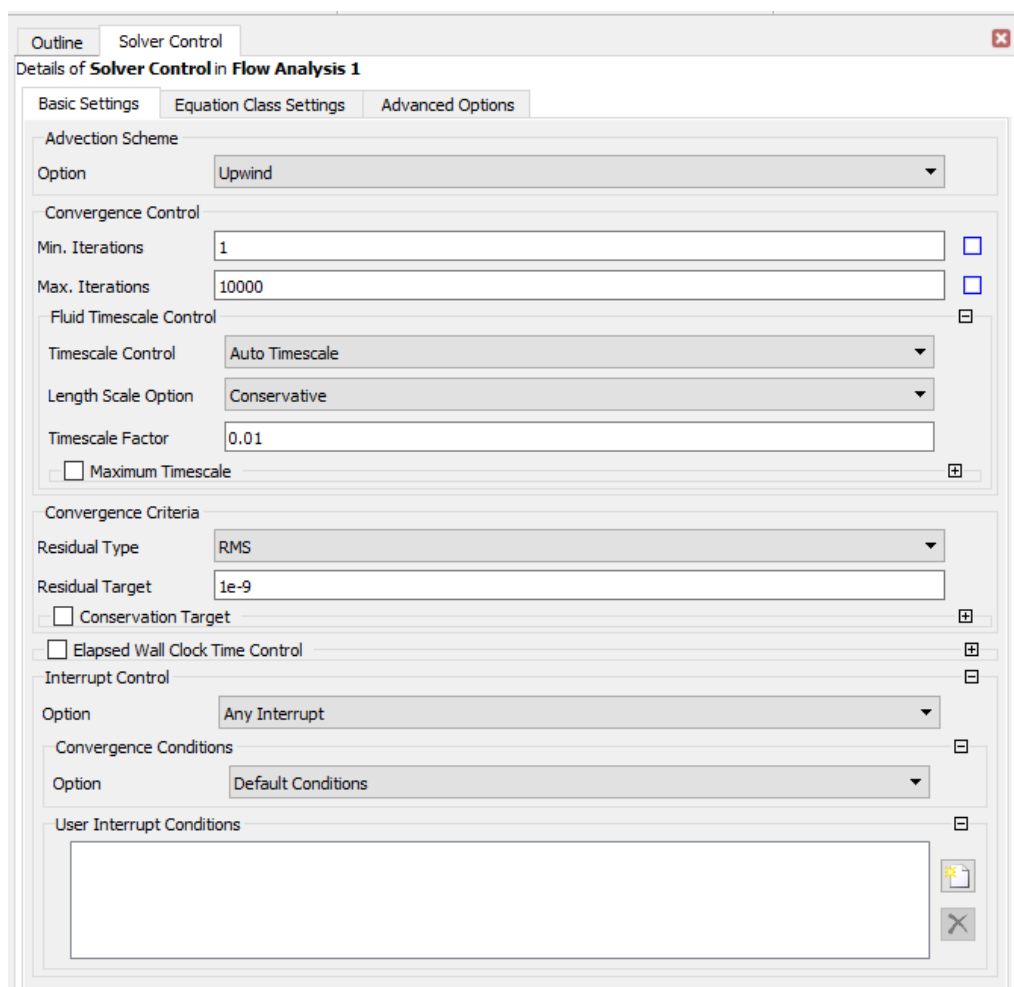 Outline Solver Control
Details of Solver Control in Flow Analysis 1
Basic Settings Equation Class Settings Advanced Options
Advection Scheme
Option Upwind
Convergence Control
Min. Iterations 1
Max. Iterations 10000
Fluid Timescale Control
Timescale Control Auto Timescale
Length Scale Option Conservative
Timescale Factor 0.01
Maximum Timescale
Convergence Criteria
Residual Type RMS
Residual Target 1e-9
Conservation Target
Elapsed Wall Clock Time Control
Interrupt Control
Option Any Interrupt
Convergence Conditions
Option Default Conditions
User Interrupt Conditions